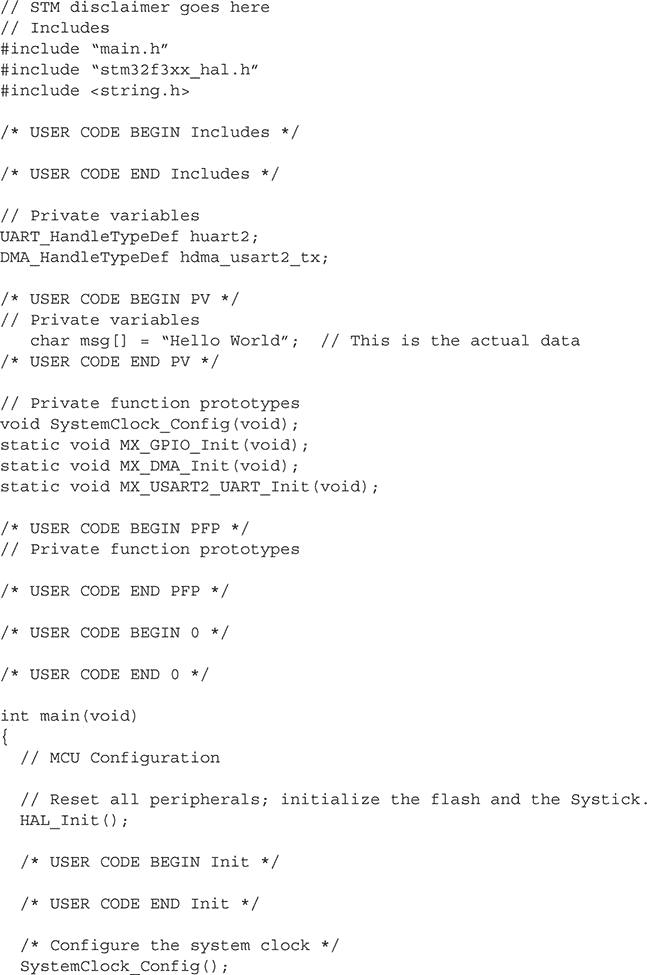 // STM disclaimer goes here
// Includes
#include “main.h”
#include “stm32f3xx_hal.h”
#include <string.h>
/* USER CODE BEGIN Includes */
/* USER CODE END Includes */
// Private variables
UART_HandleTypeDef huart2;
DMA_HandleTypeDef hdma_usart2_tx;
/* USER CODE BEGIN PV */
// Private variables
   char msg[] = “Hello World”;  // This is the actual data
/* USER CODE END PV */
// Private function prototypes
void SystemClock_Config(void);
static void MX_GPIO_Init(void);
static void MX_DMA_Init(void);
static void MX_USART2_UART_Init(void);
/* USER CODE BEGIN PFP */
// Private function prototypes
/* USER CODE END PFP */
/* USER CODE BEGIN 0 */
/* USER CODE END 0 */
int main(void)
{
  // MCU Configuration
  // Reset all peripherals; initialize the flash and the Systick.
  HAL_Init();
  /* USER CODE BEGIN Init */
  /* USER CODE END Init */
  /* Configure the system clock */
  SystemClock_Config();